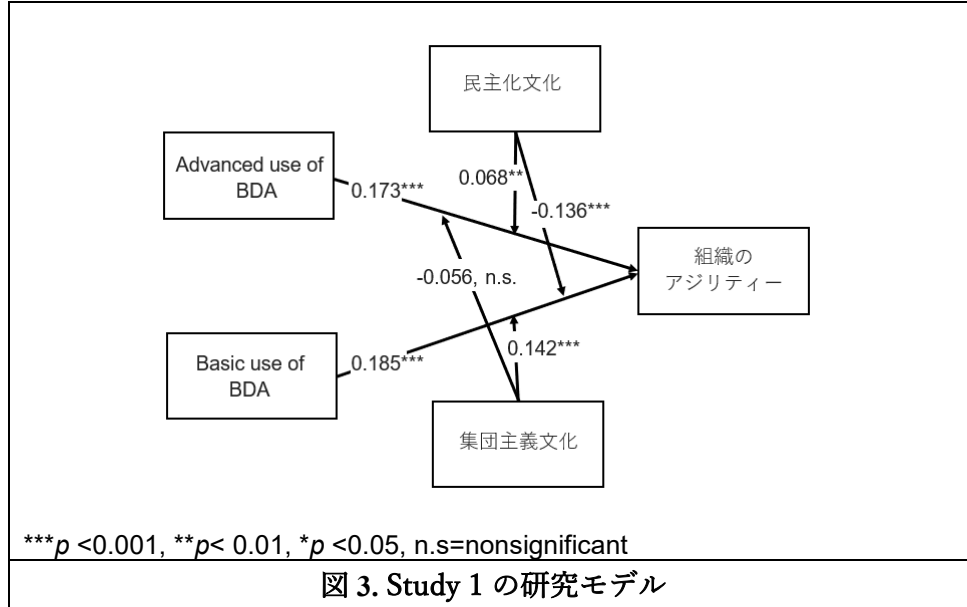 民主化文化
Advanced use of
BDA
0.173***
0.068**
-0.136***
組織の
アジリティー
-0.056, n.s.
Basic use of
BDA
0.185***
0.142***
集団主義文化
***p <0.001, **p< 0.01, *p <0.05, n.s=nonsignificant
図 3. Study 1 の研究モデル